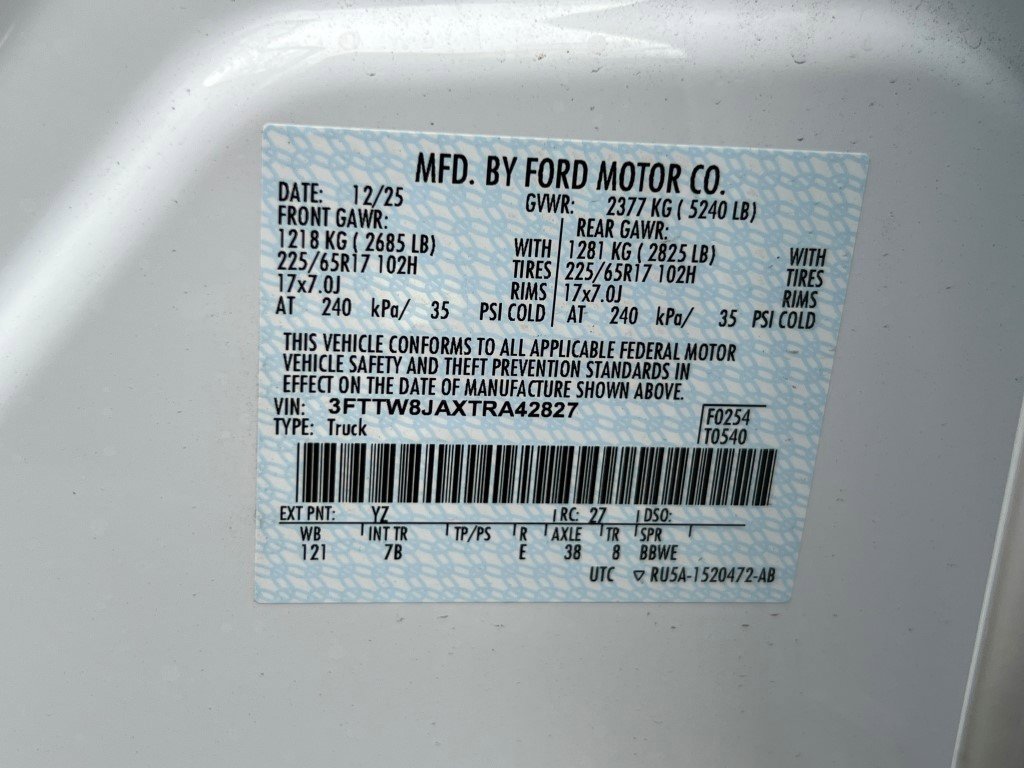 MFD. BY FORD MOTOR CO.
DATE: 12/25 GVWR: 2377 KG ( 5240 LB)
FRONT GAWR: REAR GAWR:
1218 KG ( 2685 LB) WITH 1281 KG ( 2825 LB) WITH
225/65R17 102H TIRES 225/65R17 102H TIRES
17x7.0J RIMS 17x7.0J RIMS
AT 240 kPa/ 35 PSI COLD AT 240 kPa/ 35 PSI COLD
THIS VEHICLE CONFORMS TO ALL APPLICABLE FEDERAL MOTOR
VEHICLE SAFETY AND THEFT PREVENTION STANDARDS IN
EFFECT ON THE DATE OF MANUFACTURE SHOWN ABOVE.
VIN: 3FTTW8JAXTRA42827 F0254
TYPE: Truck T0540
EXT PNT: YZ RC: 27 DSO:
WB INT TR TP/PS R AXLE TR SPR
121 7B E 38 8 BBWE
UTC ▽ RU5A-1520472-AB